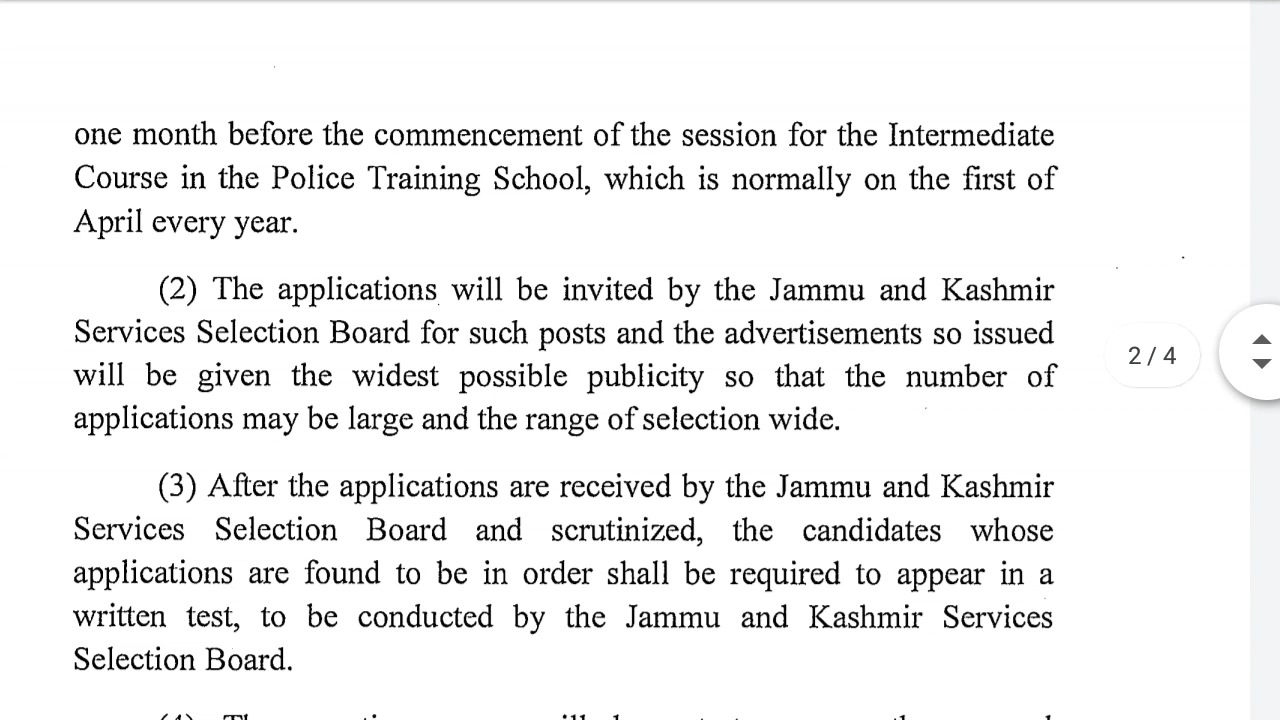 one month before the commencement of the session for the Intermediate
Course in the Police Training School, which is normally on the first of
April every year.
(2) The applications will be invited by the Jammu and Kashmir
Services Selection Board for such posts and the advertisements so issued
will be given the widest possible publicity so that the number of
applications may be large and the range of selection wide.
2 / 4
(3) After the applications are received by the Jammu and Kashmir
Services Selection Board and scrutinized, the candidates whose
applications are found to be in order shall be required to appear in a
written test, to be conducted by the Jammu and Kashmir Services
Selection Board.